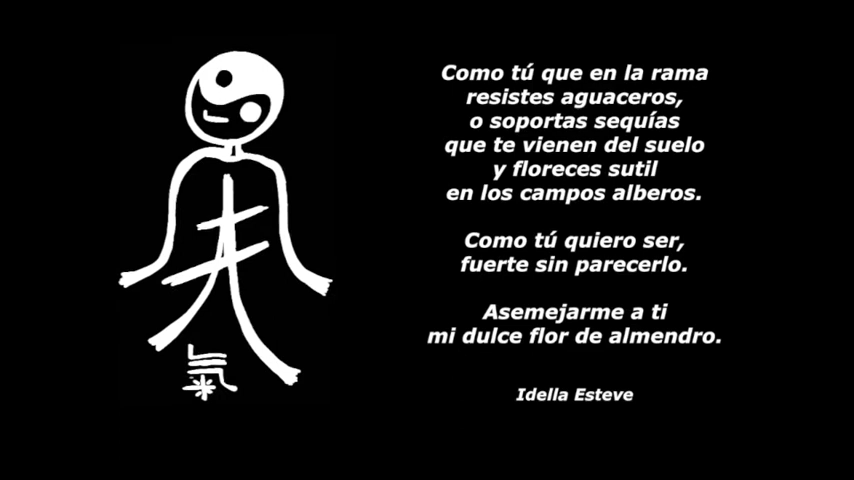 夫
氣
Como tú que en la rama
resistes aguaceros,
o soportas sequías
que te vienen del suelo
y floreces sutil
en los campos alberos.
Como tú quiero ser,
fuerte sin parecerlo.
Asemejarme a ti
mi dulce flor de almendro.
Idella Esteve